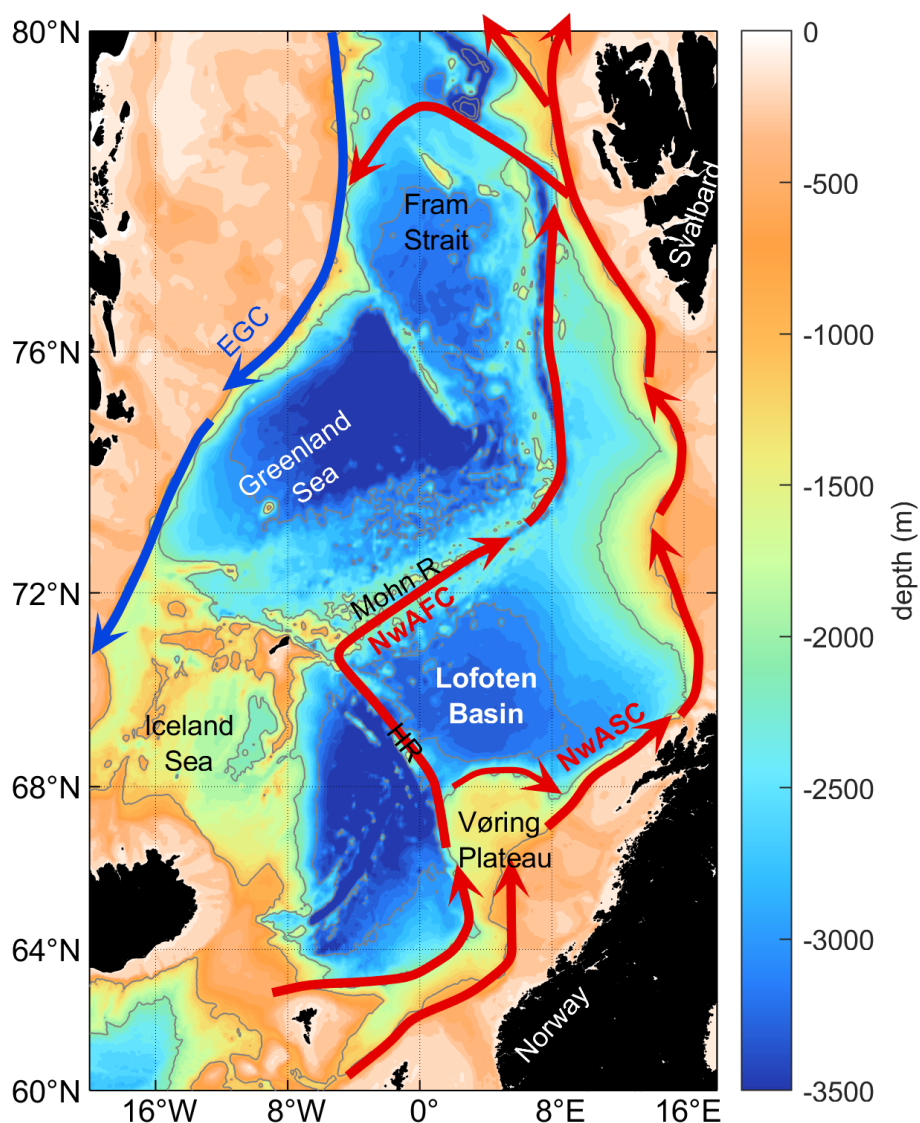 80°N
76°N
72°N
68°N
64°N
60°N
16°W
8°W
0
8°E
16°E
Fram
Strait
Svalbard
EGC
Greenland
Sea
Mohn R
NwAFC
Lofoten
Basin
Iceland
Sea
HR
NwASC
Vøring
Plateau
Norway
0
-500
-1000
-1500
-2000
-2500
-3000
-3500
depth (m)